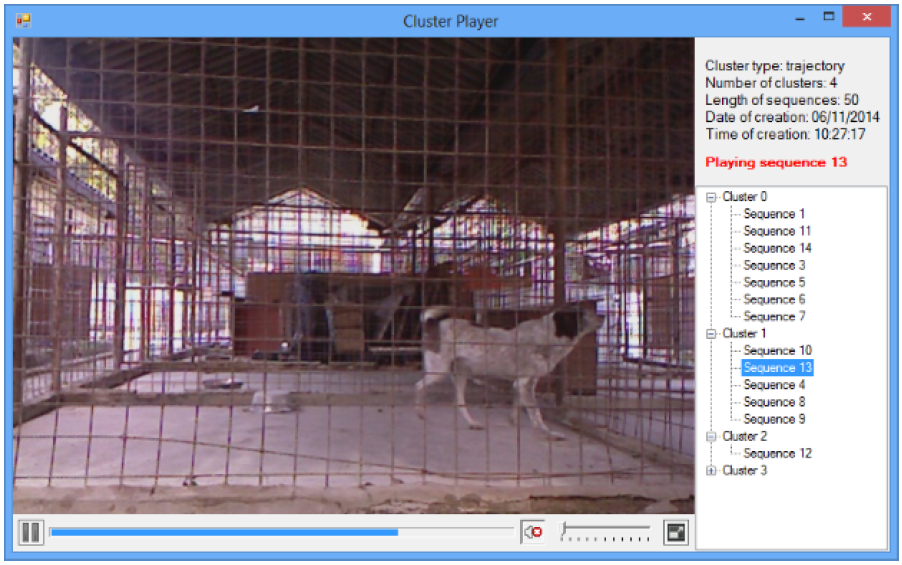 Cluster Player
Cluster type: trajectory
Number of clusters: 4
Length of sequences: 50
Date of creation: 06/11/2014
Time of creation: 10:27:17
Playing sequence 13
Cluster 0
Sequence 1
Sequence 11
Sequence 14
Sequence 3
Sequence 5
Sequence 6
Sequence 7
Cluster 1
Sequence 10
Sequence 13
Sequence 4
Sequence 8
Sequence 9
Cluster 2
Sequence 12
Cluster 3